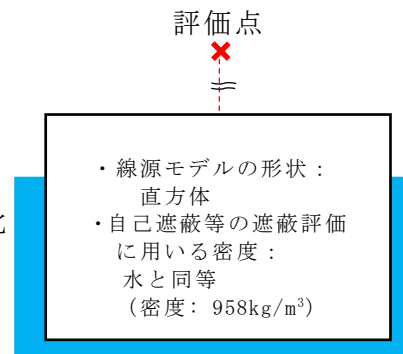 評価点
・線源モデルの形状：
直方体
・自己遮蔽等の遮蔽評価
に用いる密度：
水と同等
(密度: 958kg/m³)